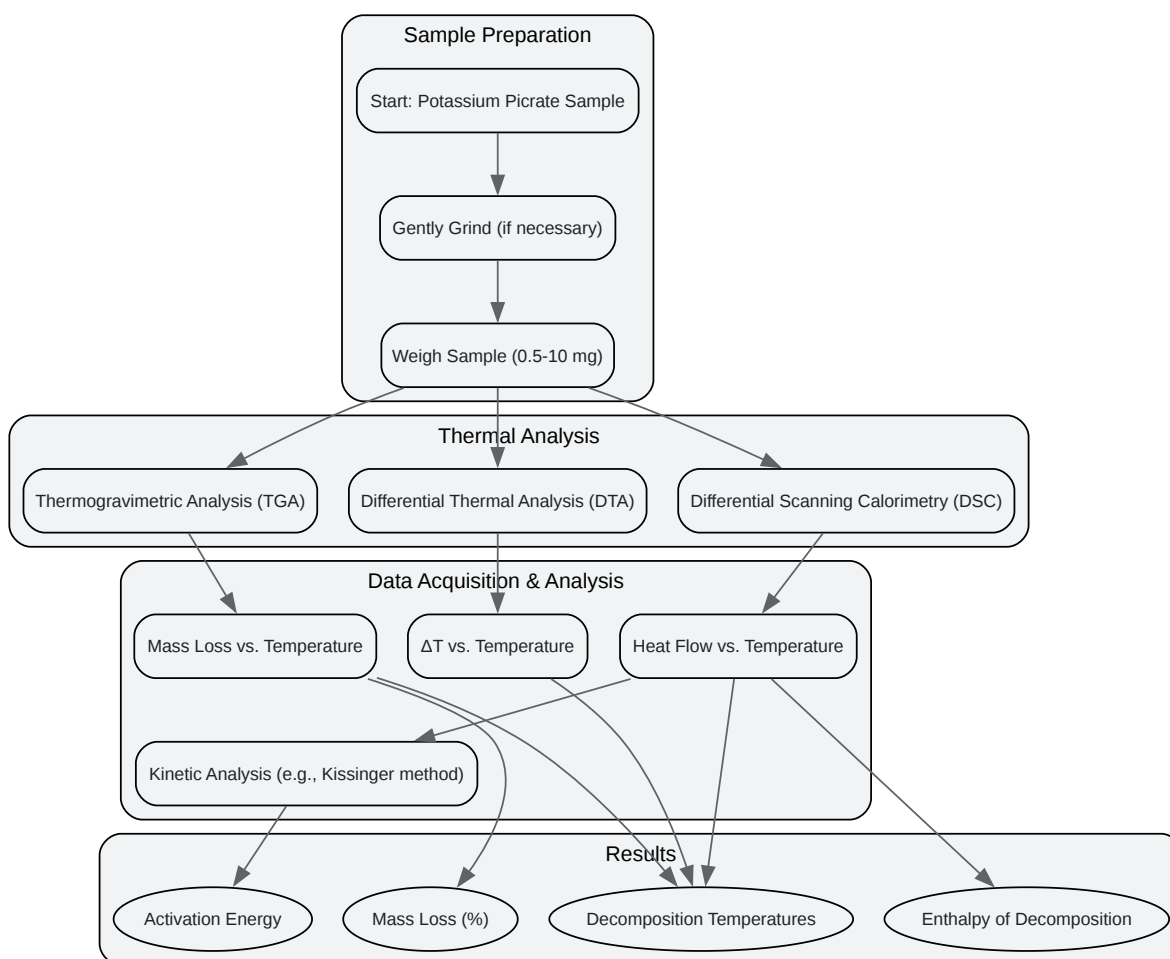 Sample Preparation
Start: Potassium Picrate Sample
Gently Grind (if necessary)
Weigh Sample (0.5-10 mg)
Thermal Analysis
Thermogravimetric Analysis (TGA)
Differential Thermal Analysis (DTA)
Differential Scanning Calorimetry (DSC)
Data Acquisition & Analysis
Mass Loss vs. Temperature
ΔT vs. Temperature
Heat Flow vs. Temperature
Kinetic Analysis (e.g., Kissinger method)
Results
Activation Energy
Mass Loss (%)
Decomposition Temperatures
Enthalpy of Decomposition